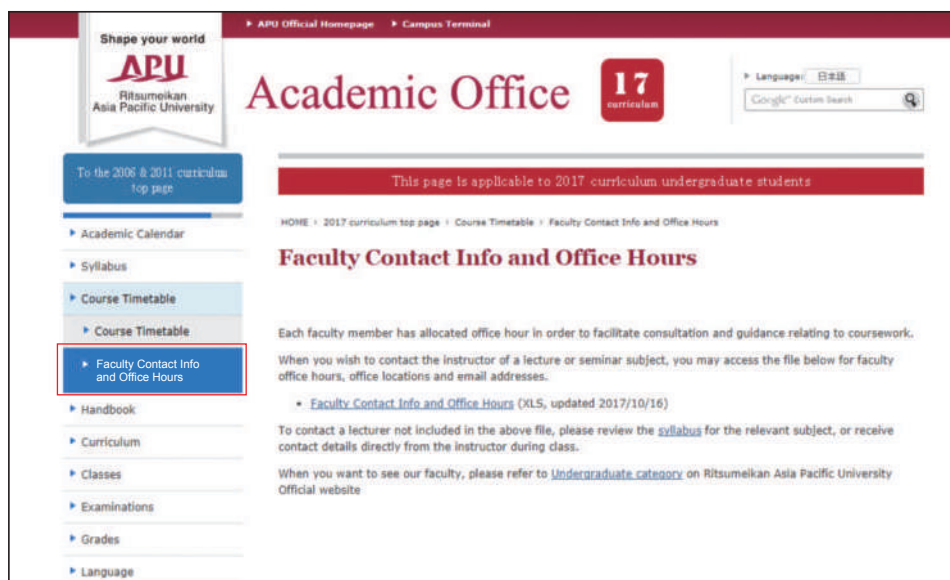 APU Official Homepage Campus Terminal
Shape your world
APU
Ritsumeikan
Asia Pacific University
Academic Office
17
curriculum
Language: 日本語
Google™ Custom Search
To the 2006 & 2011 curriculum
top page
This page is applicable to 2017 curriculum undergraduate students
Academic Calendar
Syllabus
Course Timetable
Course Timetable
Faculty Contact Info
and Office Hours
Handbook
Curriculum
Classes
Examinations
Grades
Language
HOME › 2017 curriculum top page › Course Timetable › Faculty Contact Info and Office Hours
Faculty Contact Info and Office Hours
Each faculty member has allocated office hour in order to facilitate consultation and guidance relating to coursework.
When you wish to contact the instructor of a lecture or seminar subject, you may access the file below for faculty
office hours, office locations and email addresses.
• Faculty Contact Info and Office Hours (XLS, updated 2017/10/16)
To contact a lecturer not included in the above file, please review the syllabus for the relevant subject, or receive
contact details directly from the instructor during class.
When you want to see our faculty, please refer to Undergraduate category on Ritsumeikan Asia Pacific University
Official website